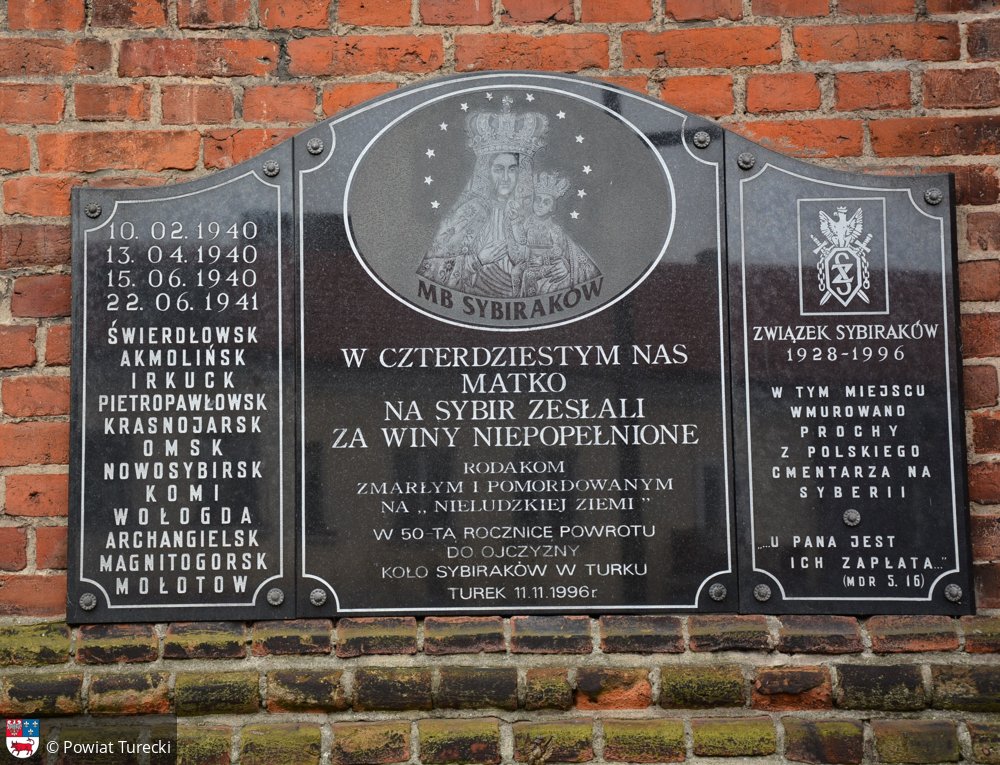 10. 02. 1940
13. 04. 1940
15. 06. 1940
22. 06. 1941
ŚWIERDŁOWSK
AKMOLIŃSK
IRKUCK
PIETROPAWŁOWSK
KRASNOJARSK
OMSK
NOWOSYBIRSK
KOMI
WOŁOGDA
ARCHANGIELSK
MAGNITOGORSK
MOŁOTOW
MB SYBIRAKÓW
W CZTERDZIESTYM NAS
MATKO
NA SYBIR ZESŁALI
ZA WINY NIEPOPEŁNIONE
RODAKOM
ZMARŁYM I POMORDOWANYM
NA ,, NIELUDZKIEJ ZIEMI "
W 50-TĄ ROCZNICĘ POWROTU
DO OJCZYZNY
KOŁO SYBIRAKÓW W TURKU
TUREK 11.11.1996r
ZWIĄZEK SYBIRAKÓW
1928-1996
W TYM MIEJSCU
WMUROWANO
PROCHY
Z POLSKIEGO
CMENTARZA NA
SYBERII
„...U PANA JEST
ICH ZAPŁATA..."
(MDR 5. 16)
© Powiat Turecki